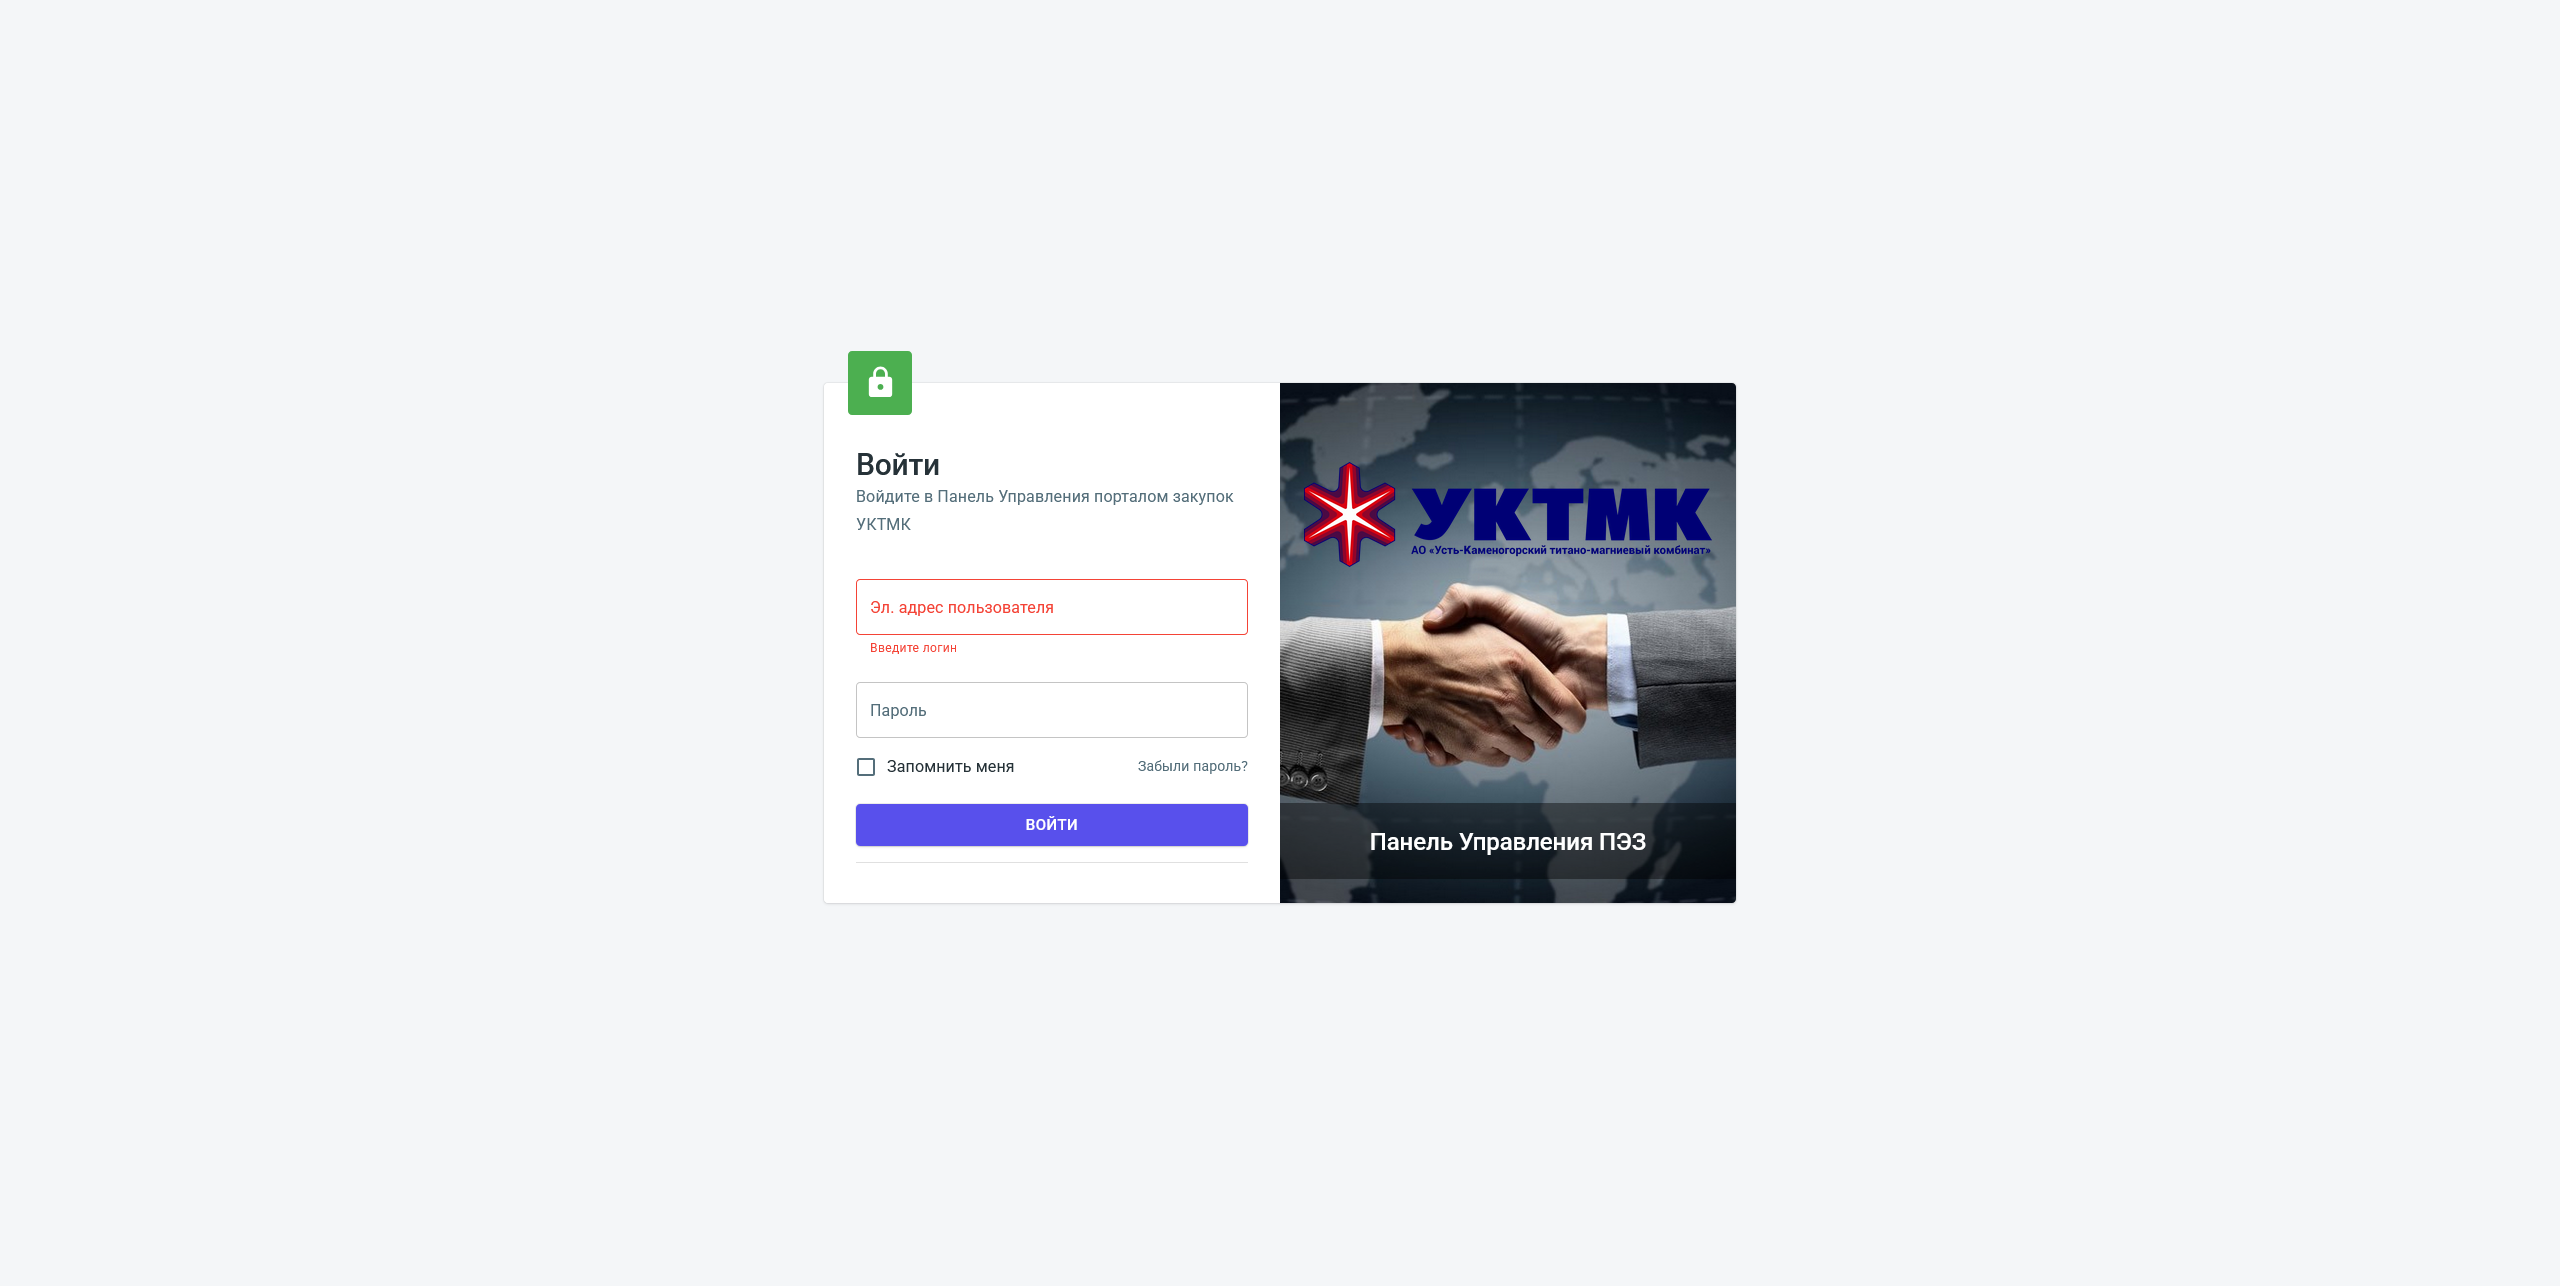 Войти
Войдите в Панель Управления порталом закупок
УКТМК
Эл. адрес пользователя
Введите логин
Пароль
Запомнить меня
Забыли пароль?
ВОЙТИ
УКТМК
АО «Усть-Каменогорский титано-магниевый комбинат»
Панель Управления ПЭЗ